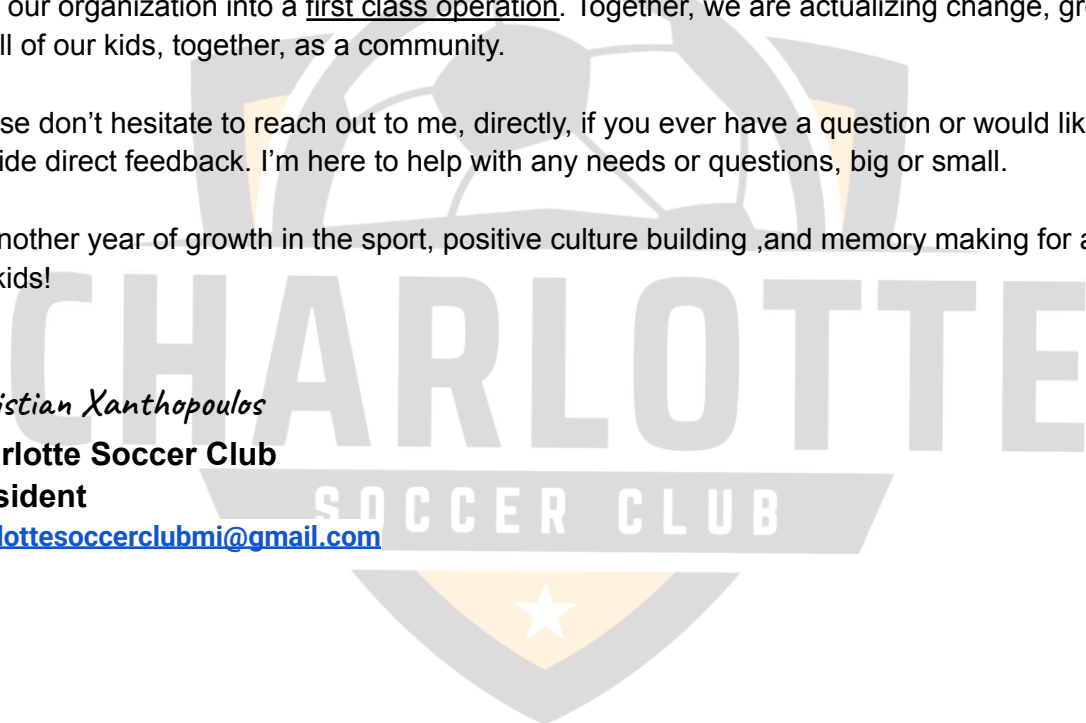 our organization into a first class operation. Together, we are actualizing change, gr
ll of our kids, together, as a community.
se don’t hesitate to reach out to me, directly, if you ever have a question or would lik
ide direct feedback. I’m here to help with any needs or questions, big or small.
nother year of growth in the sport, positive culture building ,and memory making for a
kids!
CHARLOTTE
istian Xanthopoulos
rlotte Soccer Club
sident
SOCCER CLUB
lottesoccerclubmi@gmail.com